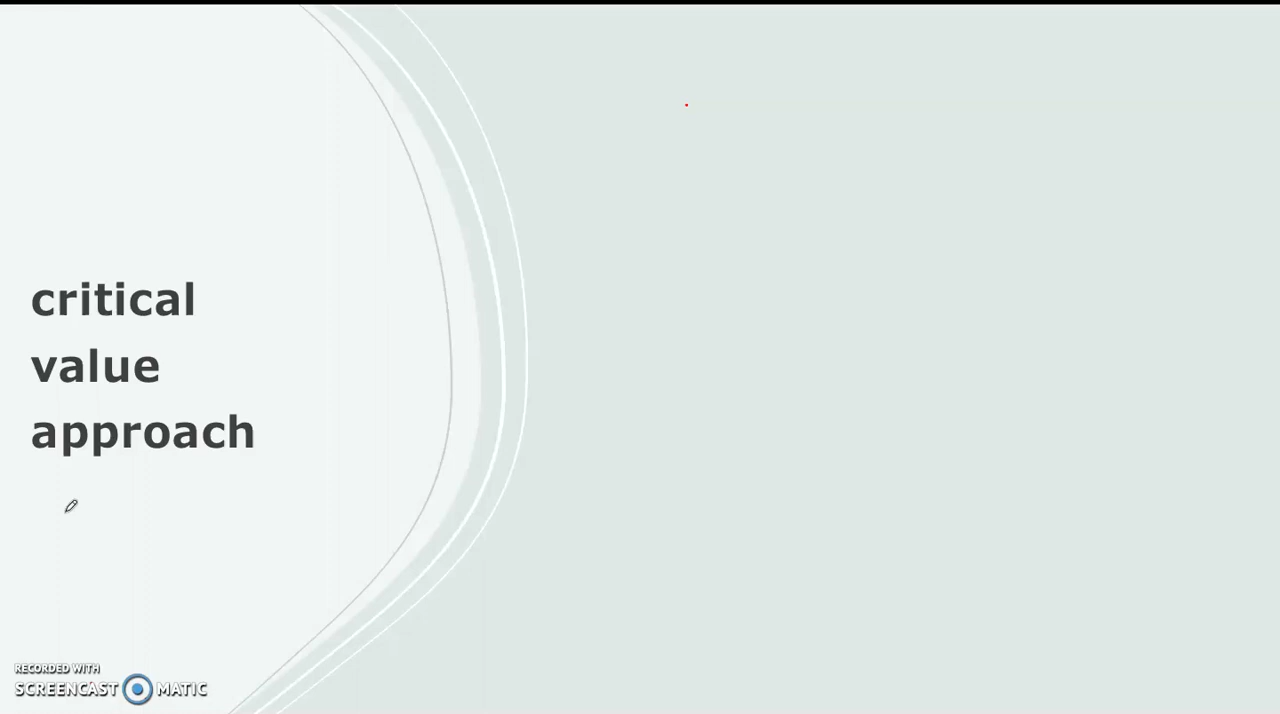 critical
value
approach
RECORDED WITH
SCREENCAST MATIC